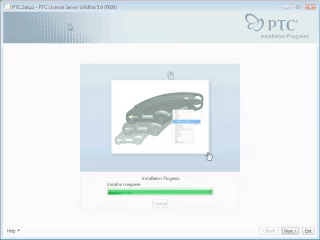 PTC.Setup - PTC License Server Wildfire 5.0 (F000)
PTC
Installation Progress
Installation Progress
Install is complete
Cancel
Help
< Back
Next >
Exit